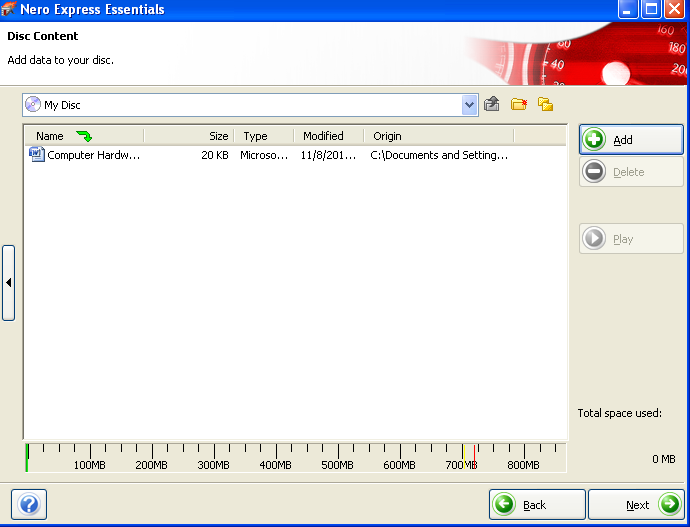 Nero Express Essentials
Disc Content
Add data to your disc.
160
180
200
60
40
My Disc
Name Size Type Modified Origin
Computer Hardw... 20 KB Microso... 11/8/201... C:\Documents and Setting...
Add
Delete
Play
Total space used:
0 MB
100MB 200MB 300MB 400MB 500MB 600MB 700MB 800MB
Back
Next